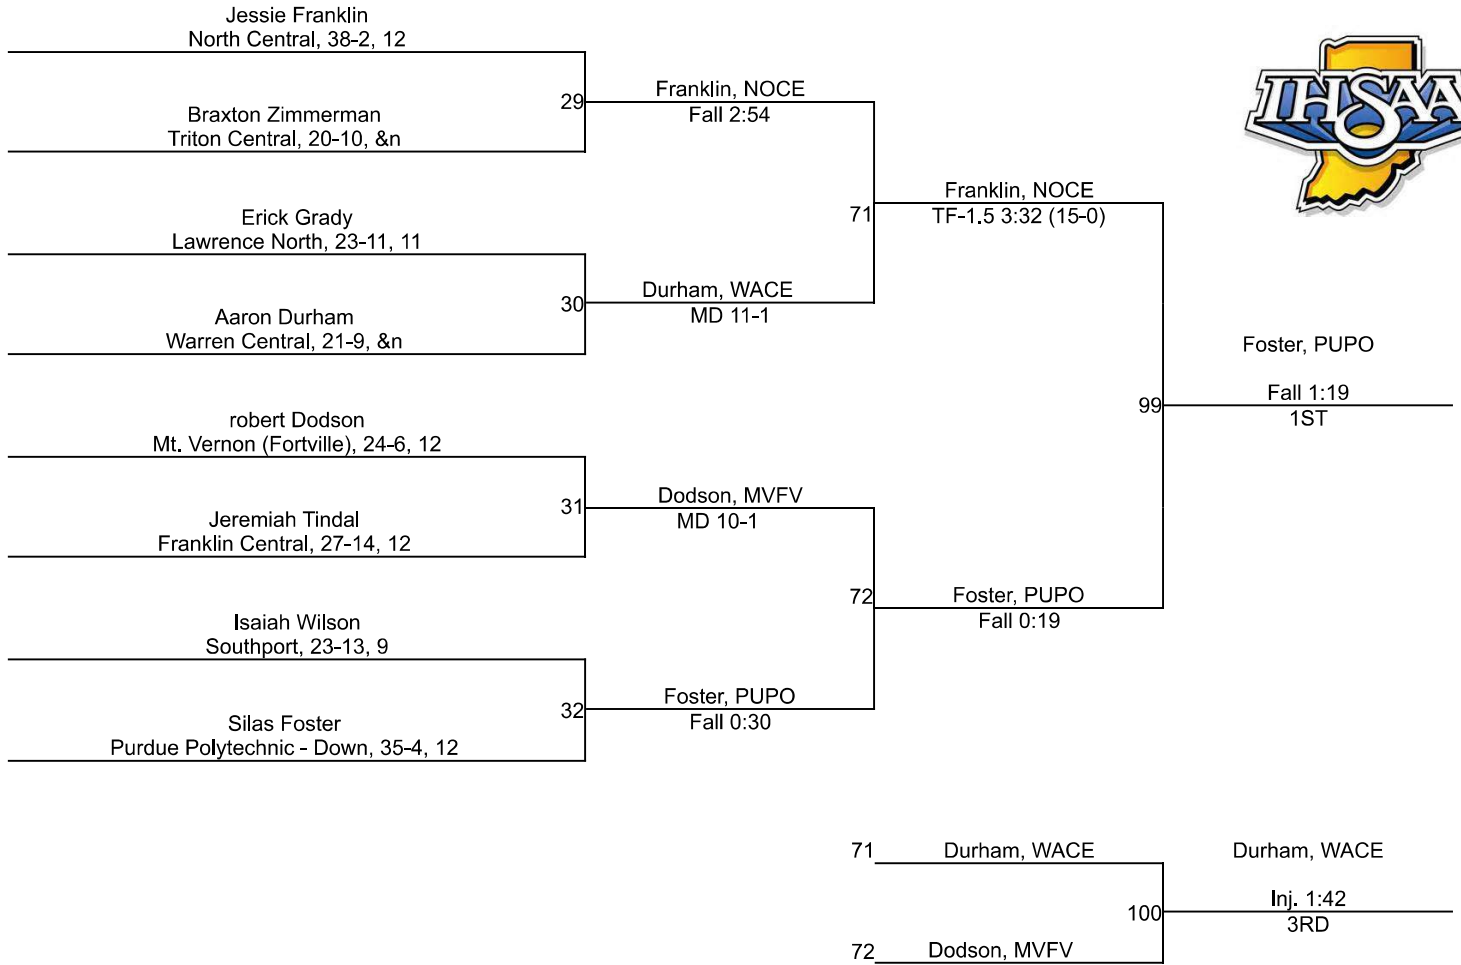 Jessie Franklin
North Central, 38-2, 12
29
Franklin, NOCE
Fall 2:54
Braxton Zimmerman
Triton Central, 20-10, &n
71
Franklin, NOCE
TF-1.5 3:32 (15-0)
Erick Grady
Lawrence North, 23-11, 11
30
Durham, WACE
MD 11-1
Aaron Durham
Warren Central, 21-9, &n
99
Foster, PUPO
Fall 1:19
1ST
robert Dodson
Mt. Vernon (Fortville), 24-6, 12
31
Dodson, MVFV
MD 10-1
Jeremiah Tindal
Franklin Central, 27-14, 12
72
Foster, PUPO
Fall 0:19
Isaiah Wilson
Southport, 23-13, 9
32
Foster, PUPO
Fall 0:30
Silas Foster
Purdue Polytechnic - Down, 35-4, 12
71
Durham, WACE
100
Durham, WACE
Inj. 1:42
3RD
72
Dodson, MVFV
IHSAA